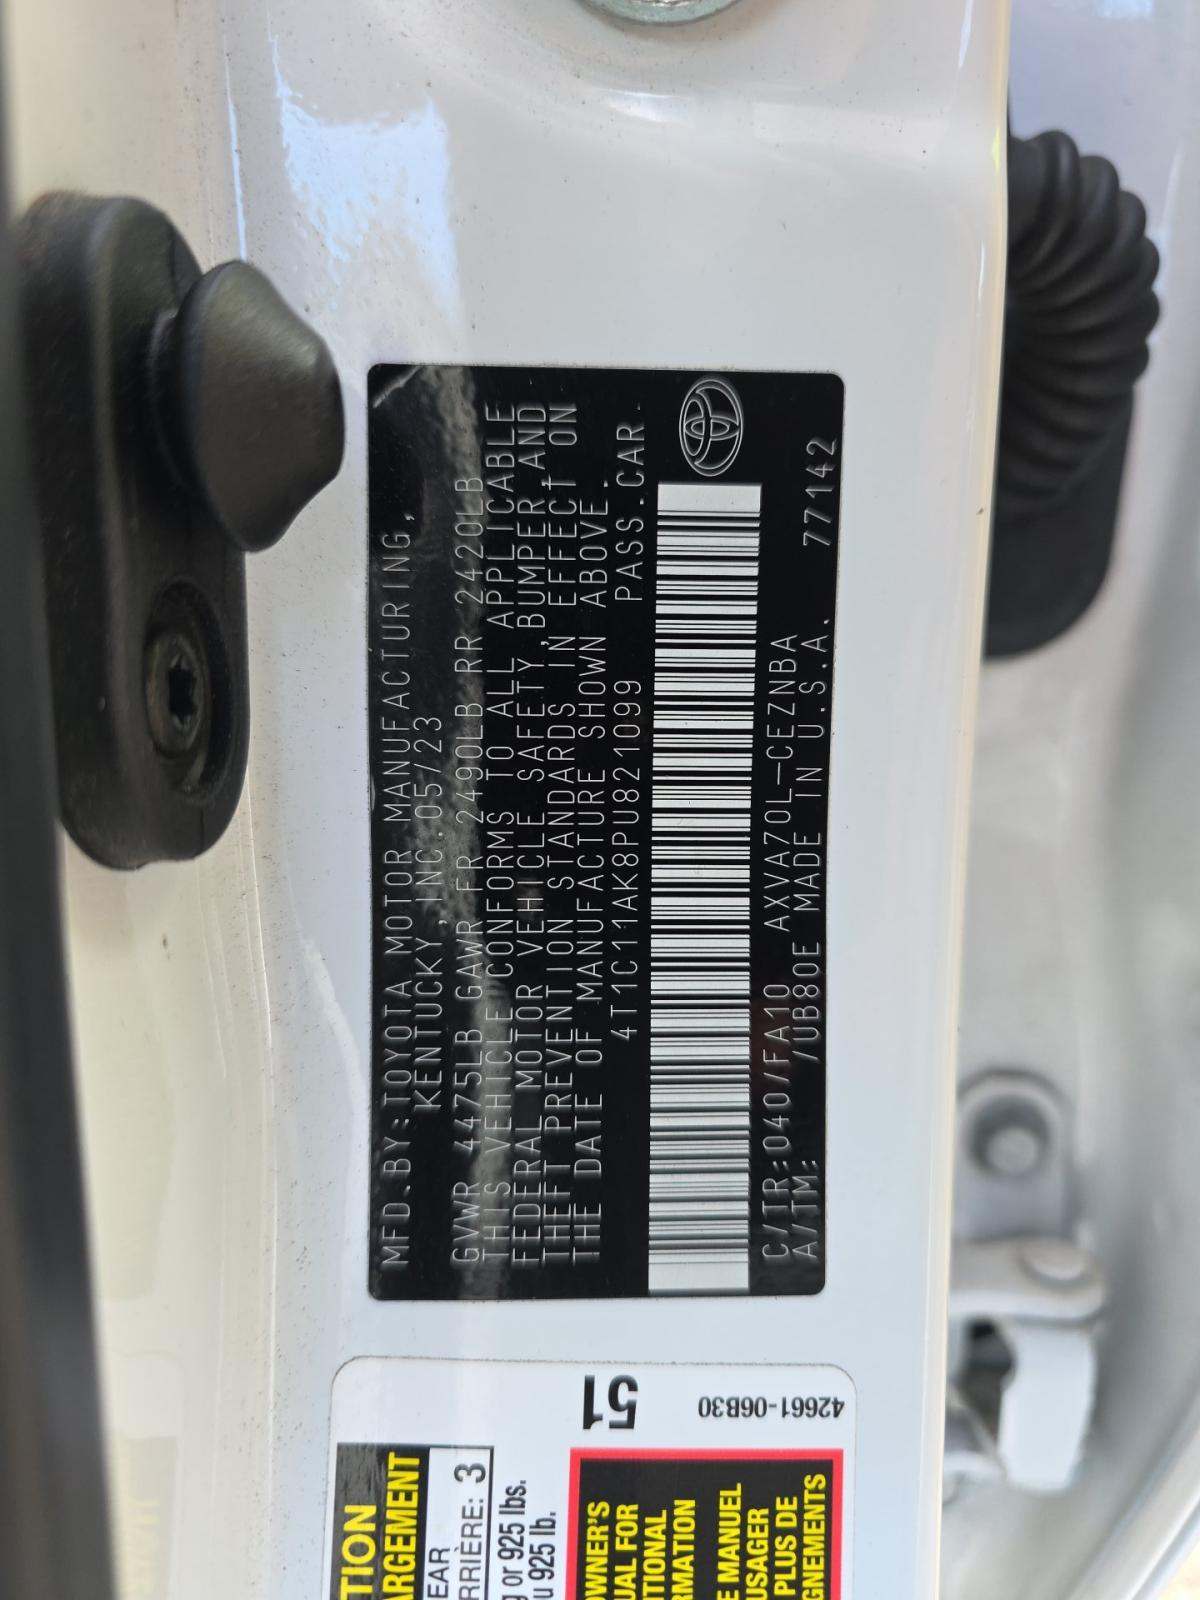 MFD.BY:TOYOTA MOTOR MANUFACTURING,
KENTUCKY,INC.05/23
GVWR 4475LB GAWR FR 2490LB RR 2420LB
THIS VEHICLE CONFORMS TO ALL APPLICABLE
FEDERAL MOTOR VEHICLE SAFETY,BUMPER,AND
THEFT PREVENTION STANDARDS IN EFFECT ON
THE DATE OF MANUFACTURE SHOWN ABOVE.
4T1C11AK8PU821099 PASS.CAR.
C/TR:040/FA10 AXVA70L-CEZNBA
A/TM: /UB80E MADE IN U.S.A. 77142
51
42661-06B30
TION
ARGEMENT
EAR
RRIÈRE: 3
g or 925 lbs.
u 925 lb.
OWNER'S
UAL FOR
ITIONAL
RMATION
E MANUEL
USAGER
PLUS DE
GNEMENTS